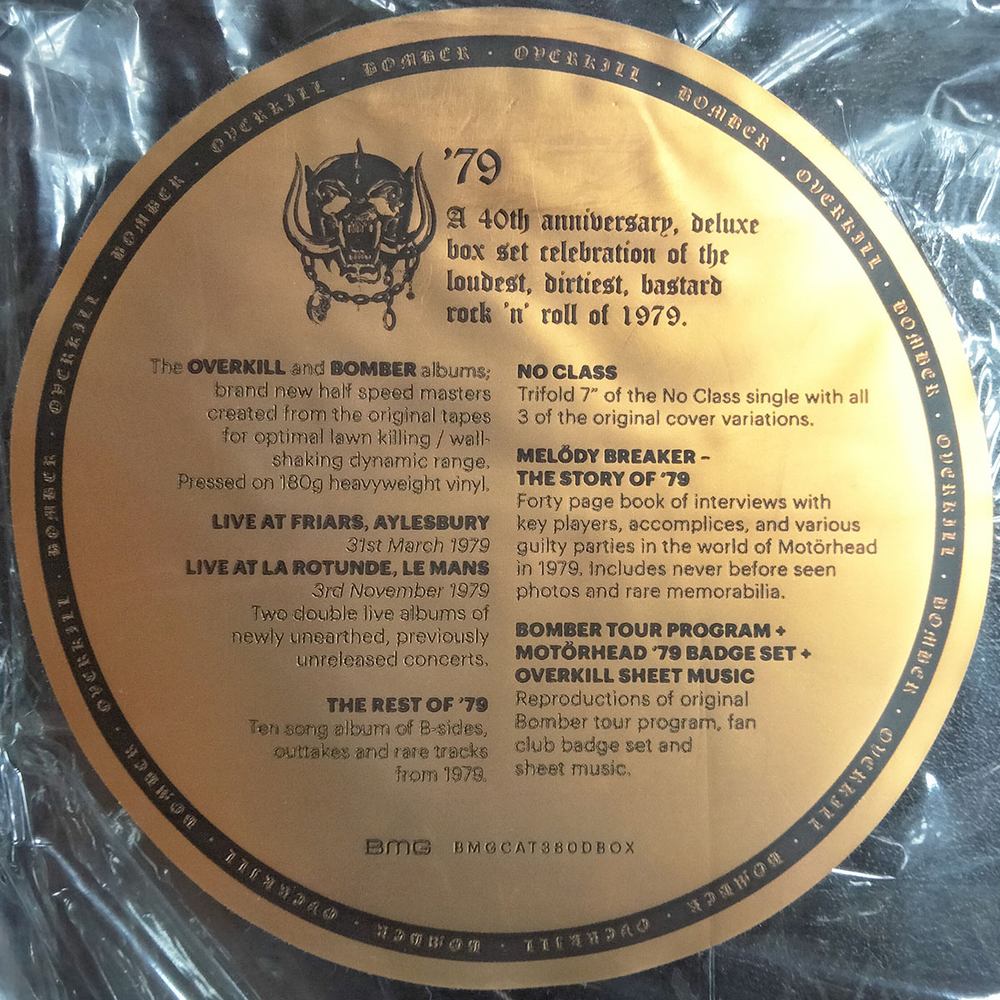 BOMBER · OVERKILL · BOMBER · OVERKILL · BOMBER · OVERKILL · BOMBER · OVERKILL · BOMBER · OVERKILL · BOMBER · OVERKILL · BOMBER · OVERKILL · BOMBER · OVERKILL · BOMBER · OVERKILL
'79
A 40th anniversary, deluxe
box set celebration of the
loudest, dirtiest, bastard
rock 'n' roll of 1979.
The OVERKILL and BOMBER albums;
brand new half speed masters
created from the original tapes
for optimal lawn killing / wall-
shaking dynamic range.
Pressed on 180g heavyweight vinyl.
LIVE AT FRIARS, AYLESBURY
31st March 1979
LIVE AT LA ROTUNDE, LE MANS
3rd November 1979
Two double live albums of
newly unearthed, previously
unreleased concerts.
THE REST OF '79
Ten song album of B-sides,
outtakes and rare tracks
from 1979.
NO CLASS
Trifold 7" of the No Class single with all
3 of the original cover variations.
MELÖDY BREAKER –
THE STORY OF '79
Forty page book of interviews with
key players, accomplices, and various
guilty parties in the world of Motörhead
in 1979. Includes never before seen
photos and rare memorabilia.
BOMBER TOUR PROGRAM +
MOTÖRHEAD '79 BADGE SET +
OVERKILL SHEET MUSIC
Reproductions of original
Bomber tour program, fan
club badge set and
sheet music.
BMG BMGCAT380DBOX